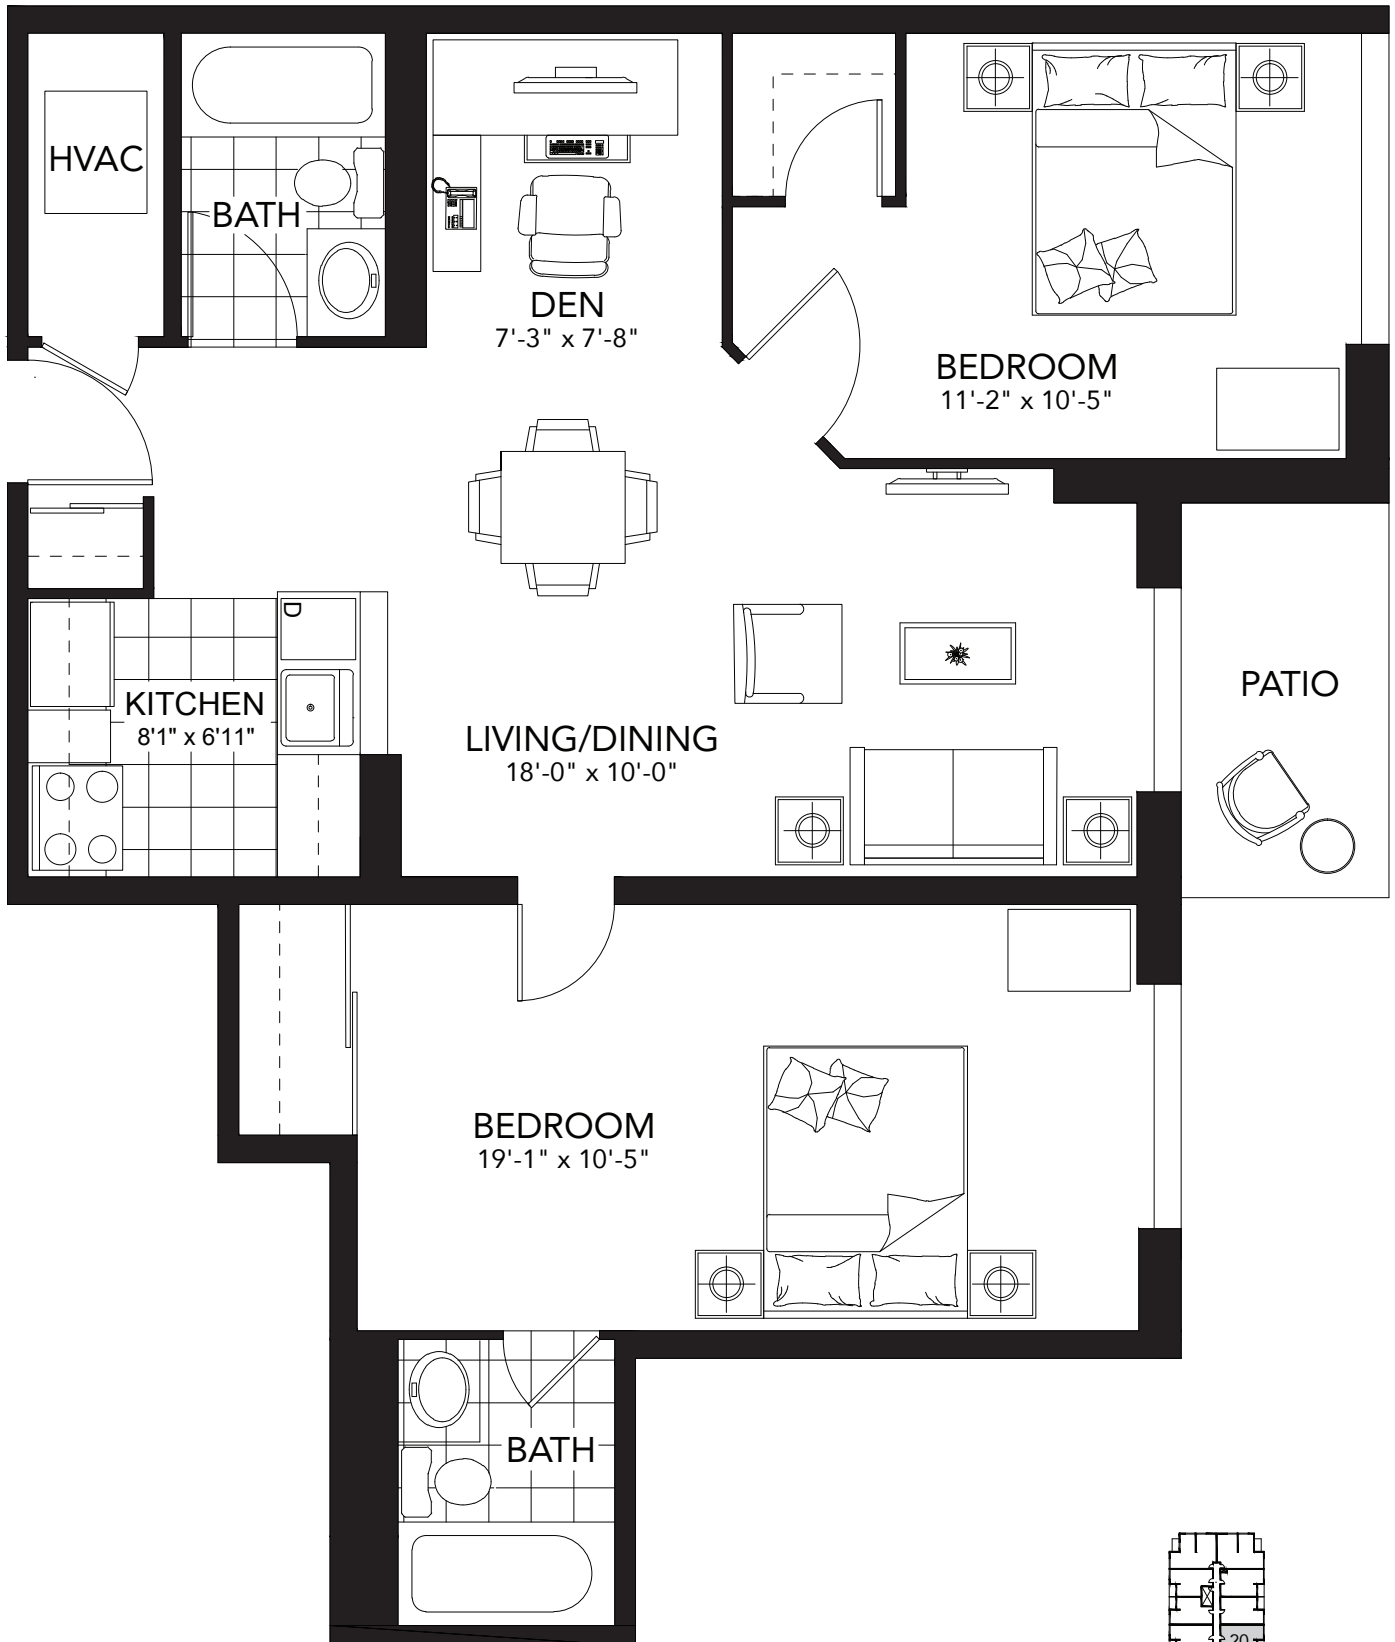 HVAC
BATH
DEN
7'-3" x 7'-8"
BEDROOM
11'-2" x 10'-5"
D
KITCHEN
8'1" x 6'11"
LIVING/DINING
18'-0" x 10'-0"
PATIO
BEDROOM
19'-1" x 10'-5"
BATH
20